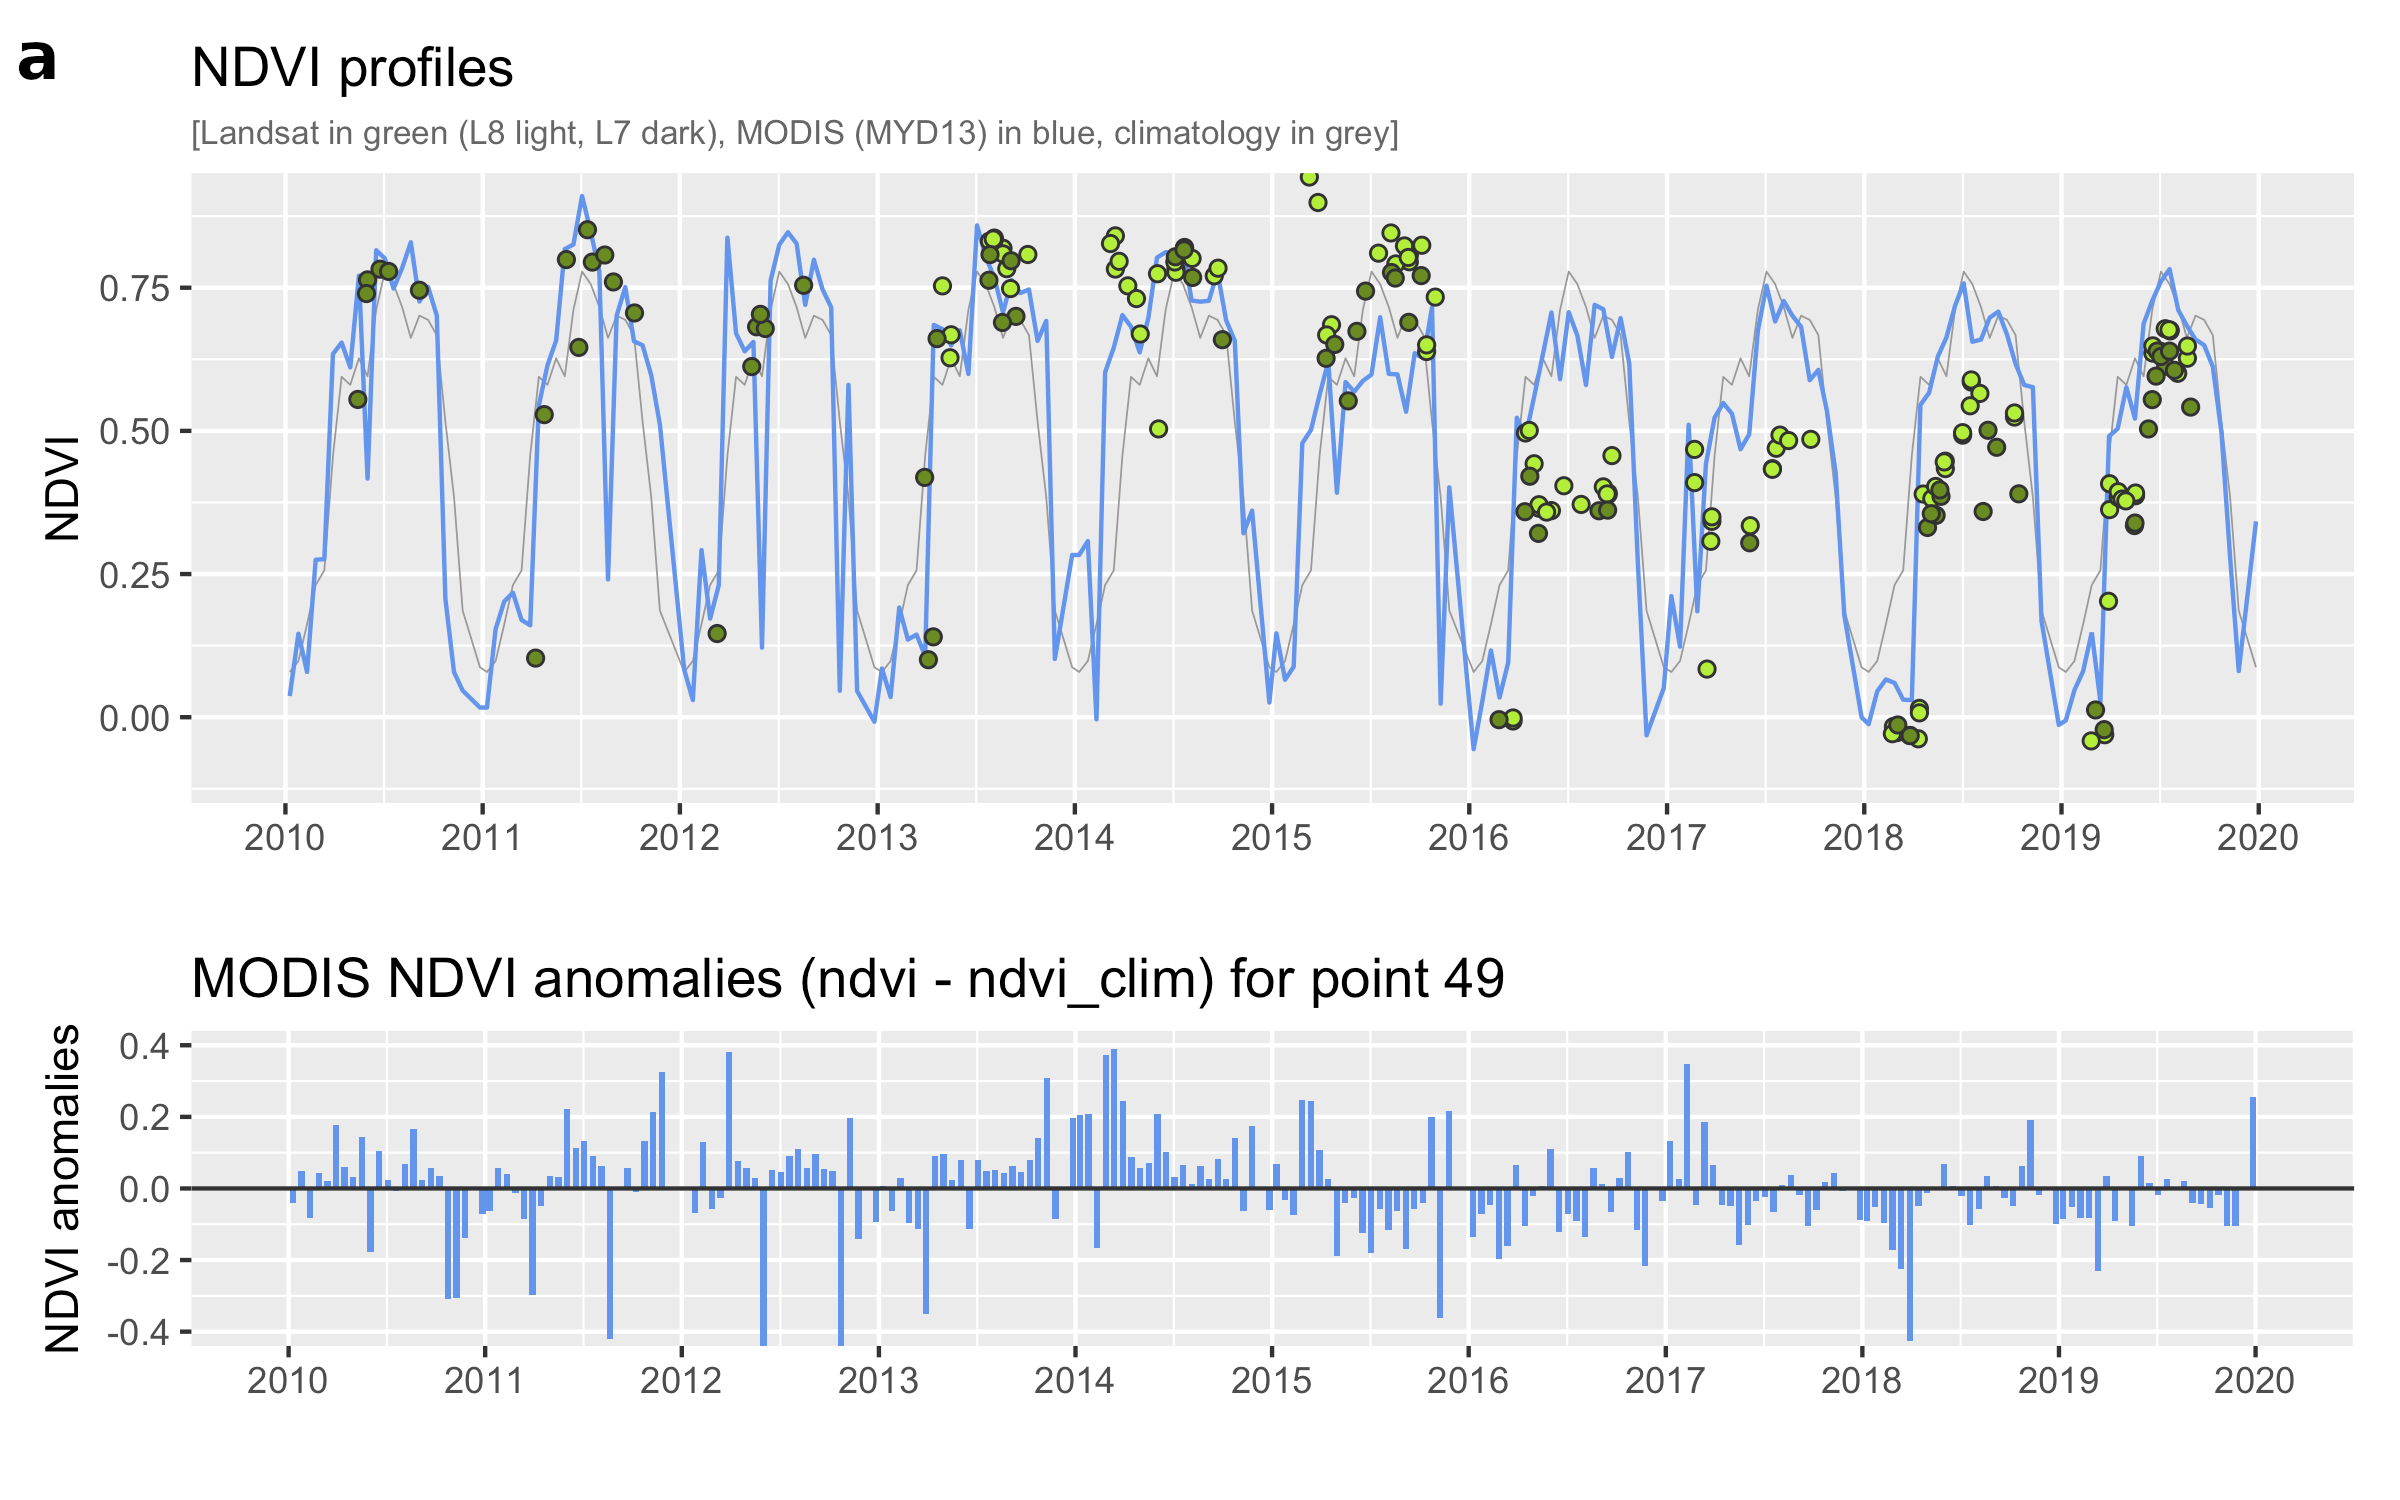 a
NDVI profiles
[Landsat in green (L8 light, L7 dark), MODIS (MYD13) in blue, climatology in grey]
NDVI
0.75
0.50
0.25
0.00
2010 2011 2012 2013 2014 2015 2016 2017 2018 2019 2020
MODIS NDVI anomalies (ndvi - ndvi_clim) for point 49
NDVI anomalies
0.4
0.2
0.0
-0.2
-0.4
2010 2011 2012 2013 2014 2015 2016 2017 2018 2019 2020